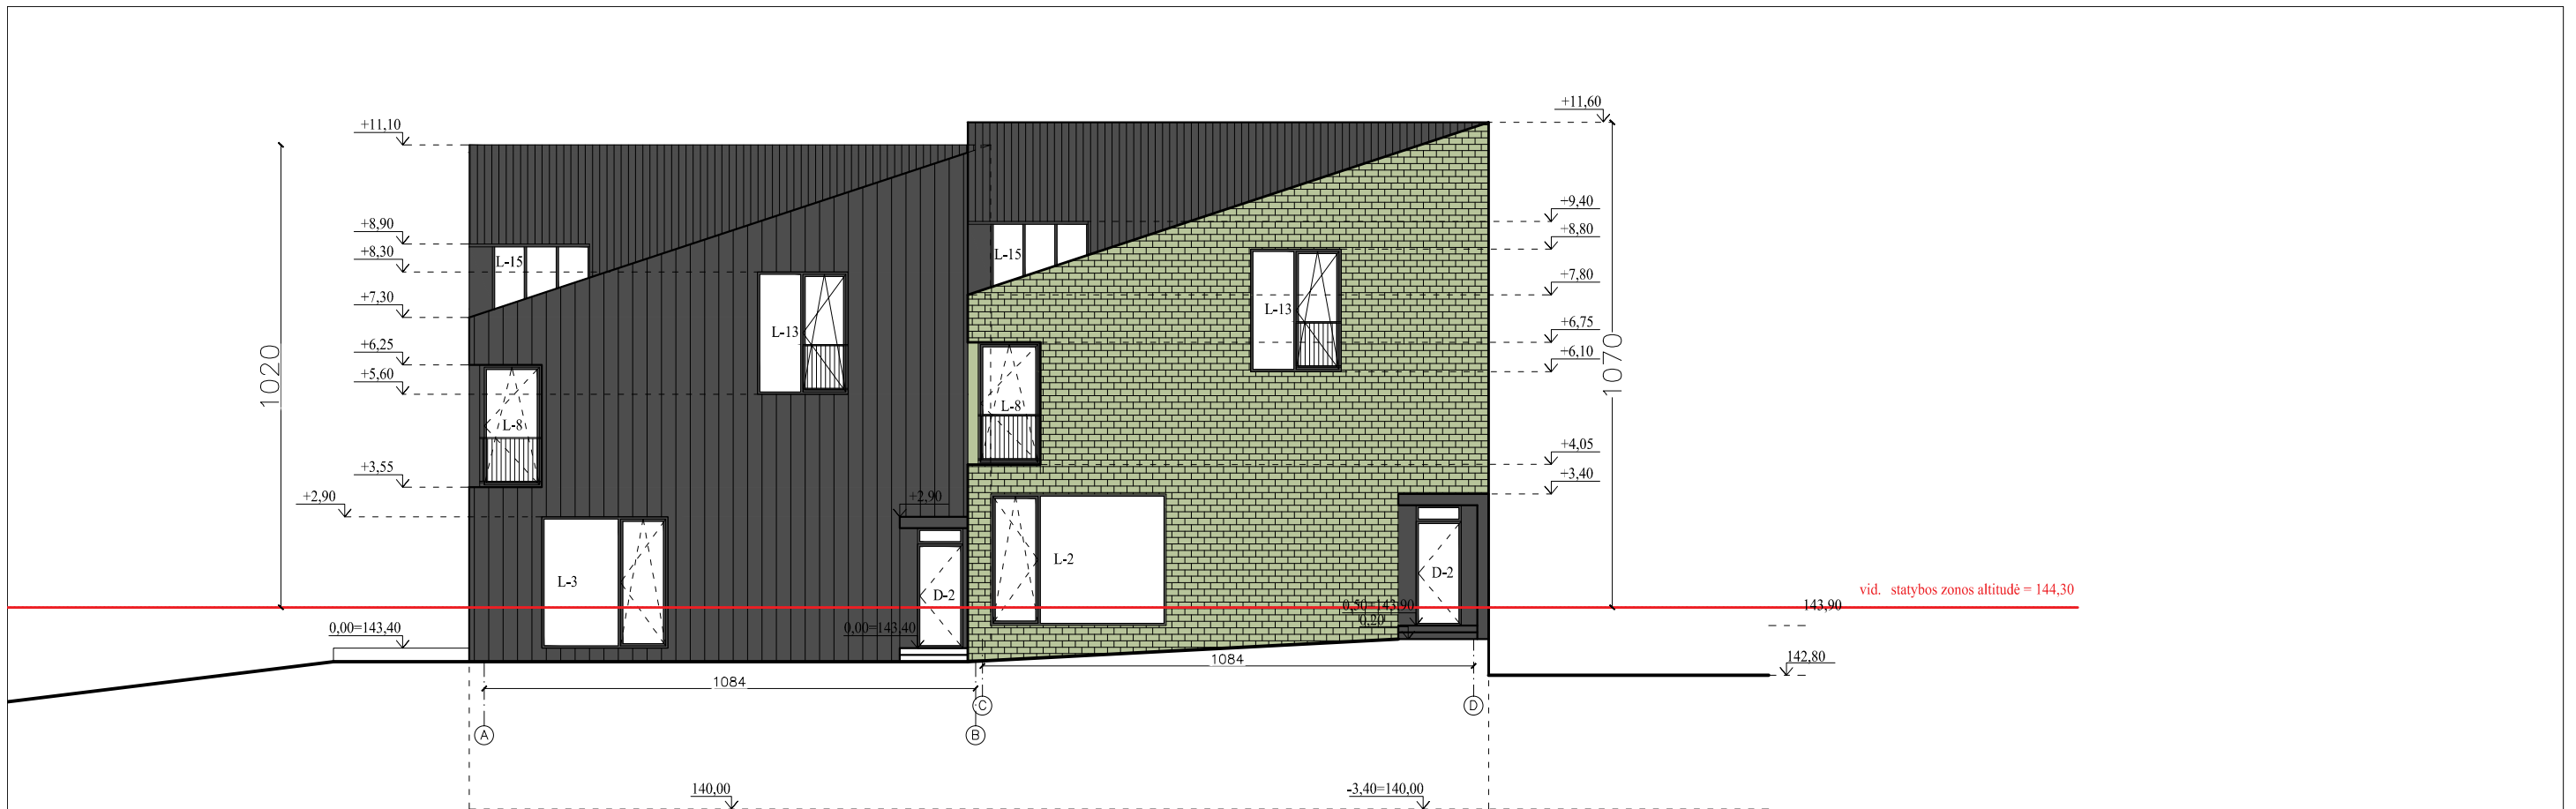 +11,60
+11,10
+9,40
+8,90
+8,80
+8,30
L-15
L-15
+7,80
+7,30
L-13
L-13
+6,75
+6,25
+6,10
+5,60
1020
1070
L-8
L-8
+4,05
+3,55
+3,40
+2,90
+2,90
L-3
D-2
L-2
D-2
vid. statybos zonos altitudė = 144,30
0,50=143,90
143,90
0,20
0,00=143,40
0,00=143,40
142,80
1084
1084
A
B
C
D
140,00
-3,40=140,00